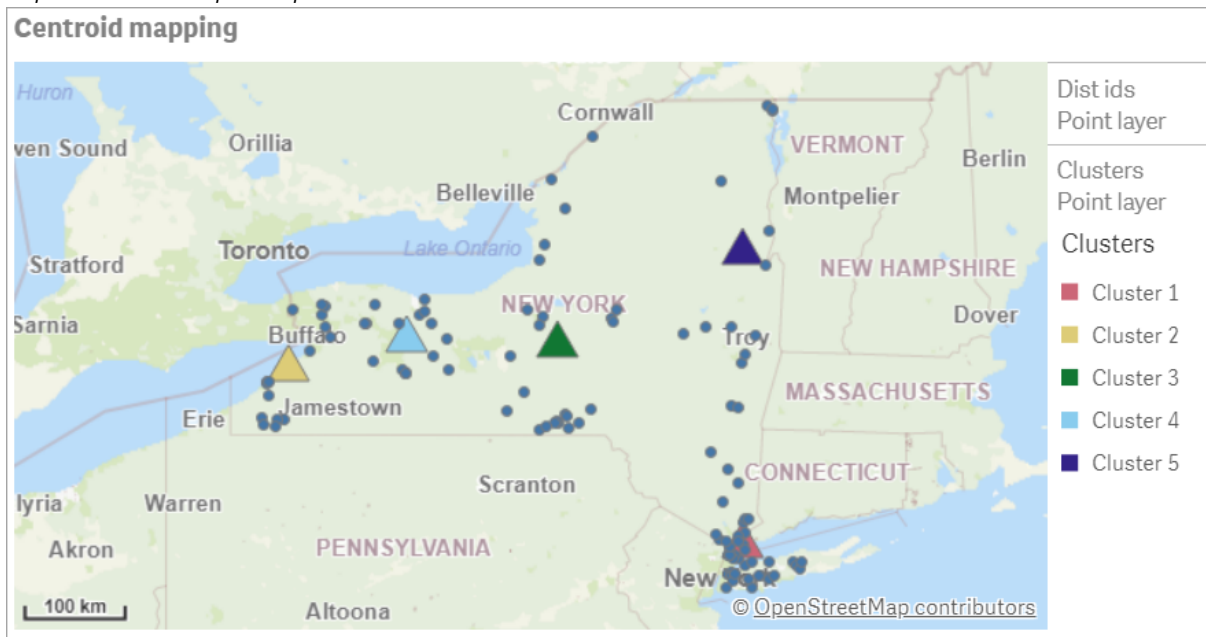 Centroid mapping
Huron
Cornwall
Orillia
wen Sound
VERMONT
Berlin
Belleville
Montpelier
Toronto
Lake Ontario
Stratford
NEW HAMPSHIRE
NEW YORK
Sarnia
Buffalo
Troy
Dover
MASSACHUSETTS
Jamestown
Erie
CONNECTICUT
Scranton
lyria
Warren
Akron
PENNSYLVANIA
New York
100 km
Altoona
© OpenStreetMap contributors
Dist ids
Point layer
Clusters
Point layer
Clusters
Cluster 1
Cluster 2
Cluster 3
Cluster 4
Cluster 5